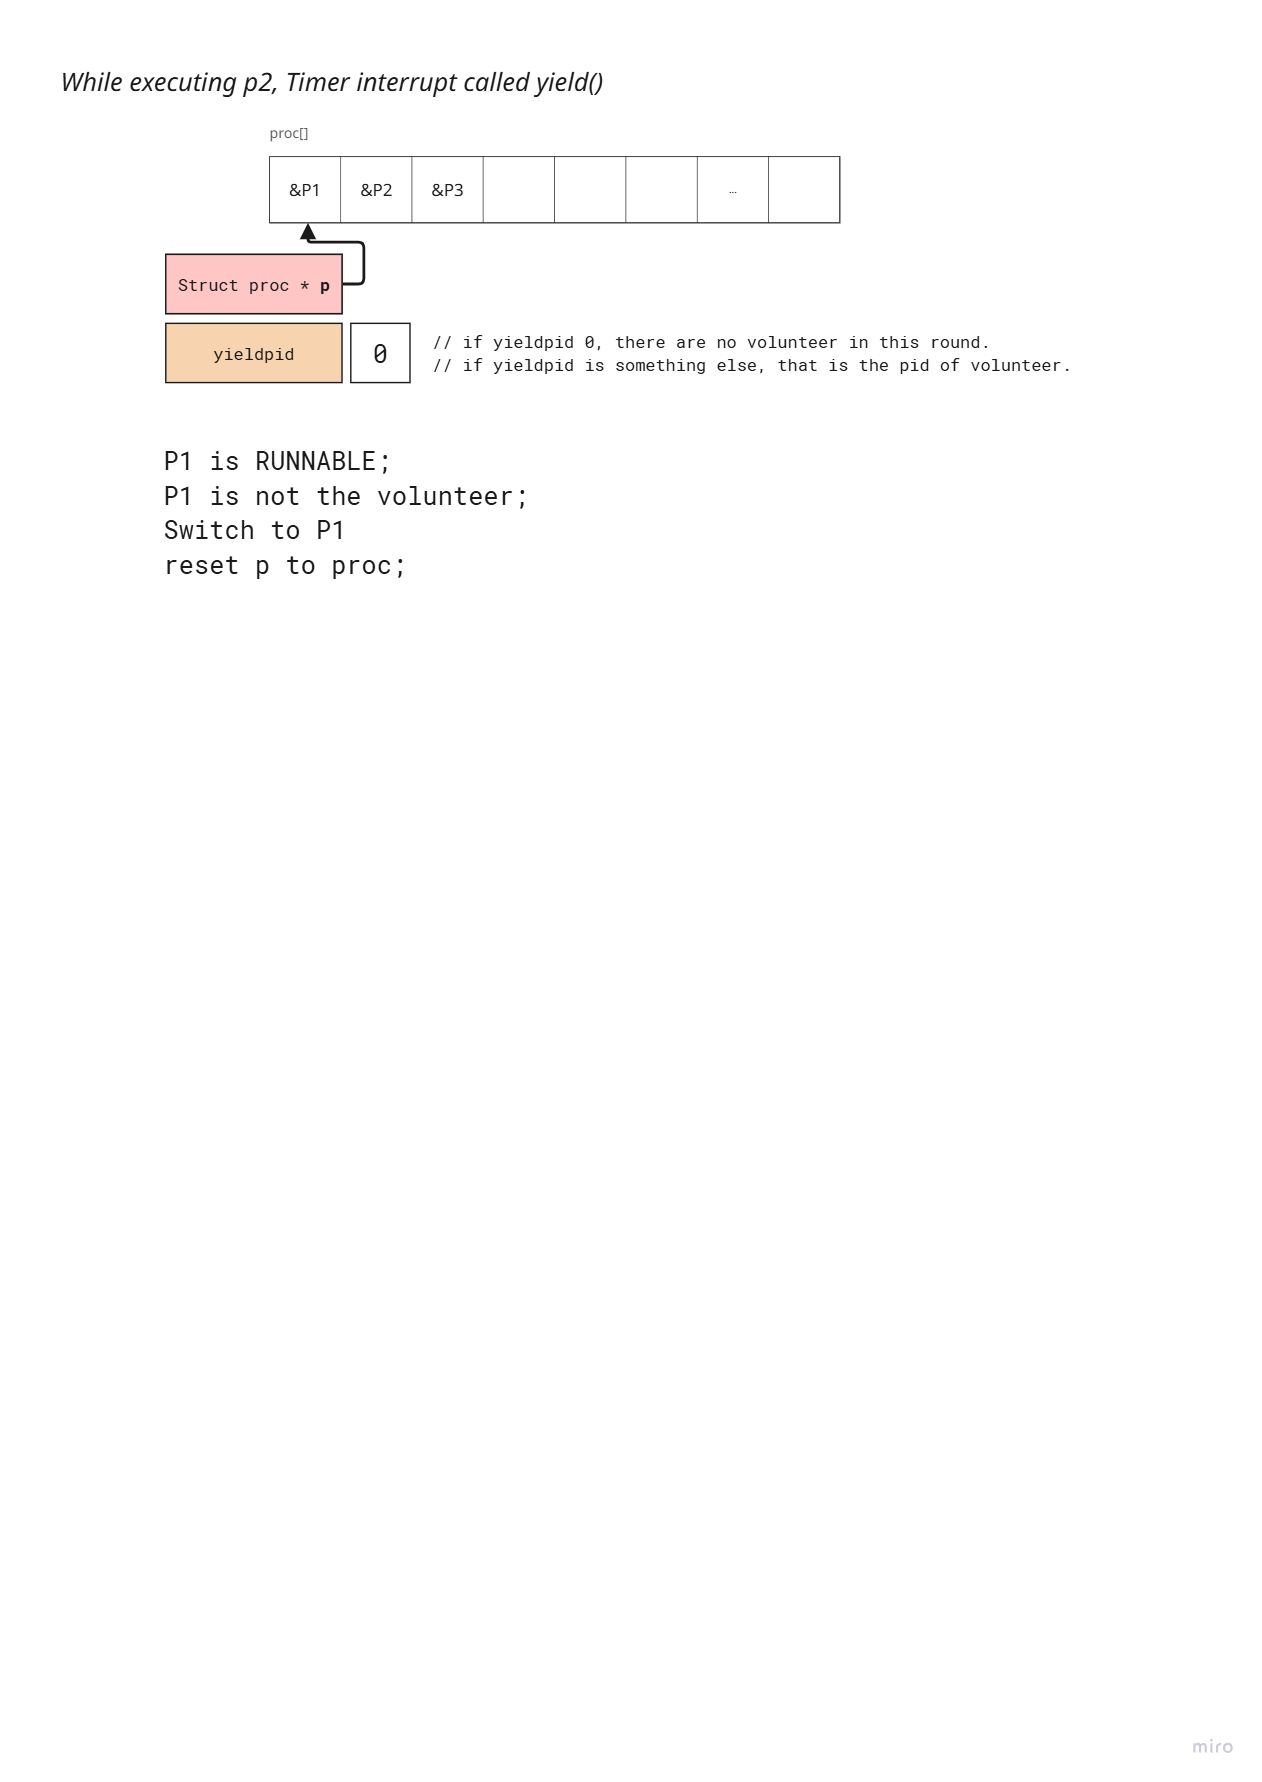 While executing p2, Timer interrupt called yield()
proc[]
&P1 &P2 &P3 ...
Struct proc * p
yieldpid 0 // if yieldpid 0, there are no volunteer in this round.
// if yieldpid is something else, that is the pid of volunteer.
P1 is RUNNABLE;
P1 is not the volunteer;
Switch to P1
reset p to proc;
miro